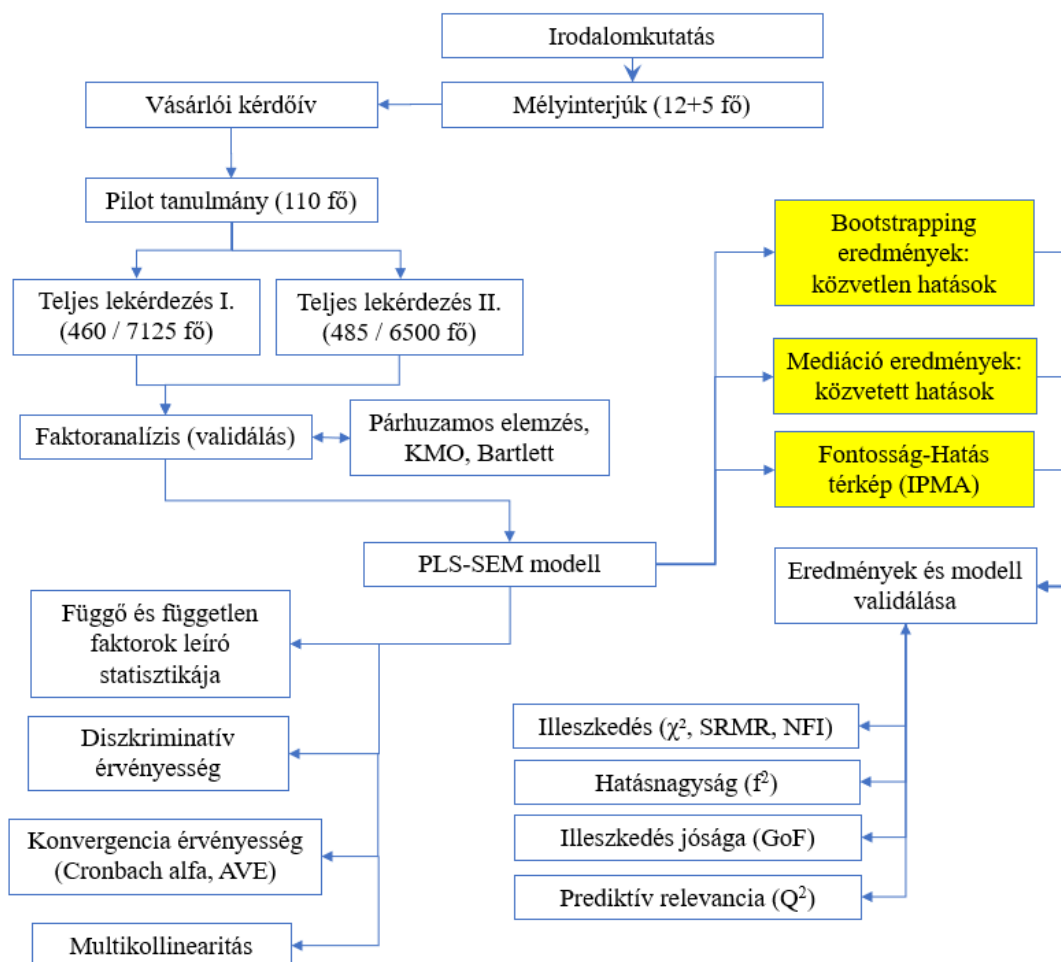 Irodalomkutatás
Mélyinterjúk (12+5 fő)
Vásárlói kérdőív
Pilot tanulmány (110 fő)
Teljes lekérdezés I.
(460 / 7125 fő)
Teljes lekérdezés II.
(485 / 6500 fő)
Faktoranalízis (validálás)
Párhuzamos elemzés,
KMO, Bartlett
PLS-SEM modell
Függő és független
faktorok leíró
statisztikája
Diszkriminatív
érvényesség
Konvergencia érvényesség
(Cronbach alfa, AVE)
Multikollinearitás
Bootstrapping
eredmények:
közvetlen hatások
Mediáció eredmények:
közvetett hatások
Fontosság-Hatás
térkép (IPMA)
Eredmények és modell
validálása
Illeszkedés (χ², SRMR, NFI)
Hatásnagyság (f²)
Illeszkedés jósága (GoF)
Prediktív relevancia (Q²)